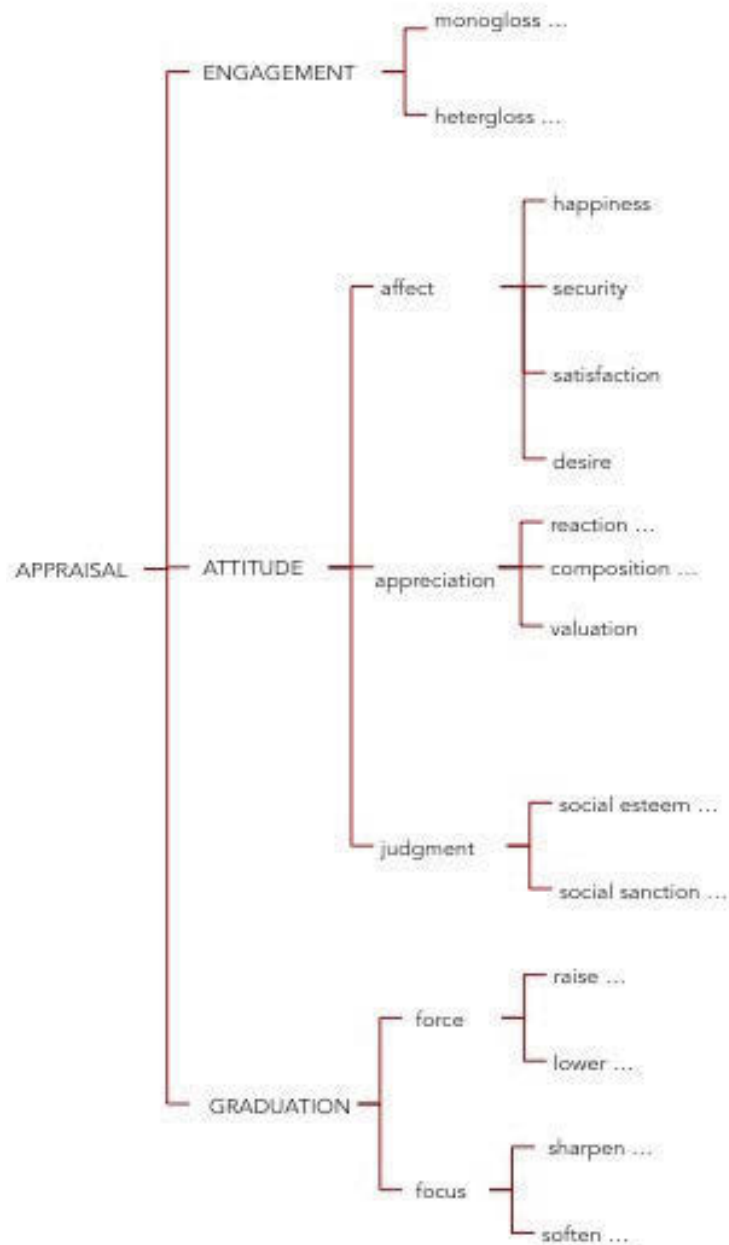 monogloss ...
ENGAGEMENT
hetergloss ...
happiness
affect
security
satisfaction
desire
reaction ...
APPRAISAL
ATTITUDE
appreciation
composition ...
valuation
social esteem ...
judgment
social sanction ...
raise ...
force
lower ...
GRADUATION
sharpen ...
focus
soften ...